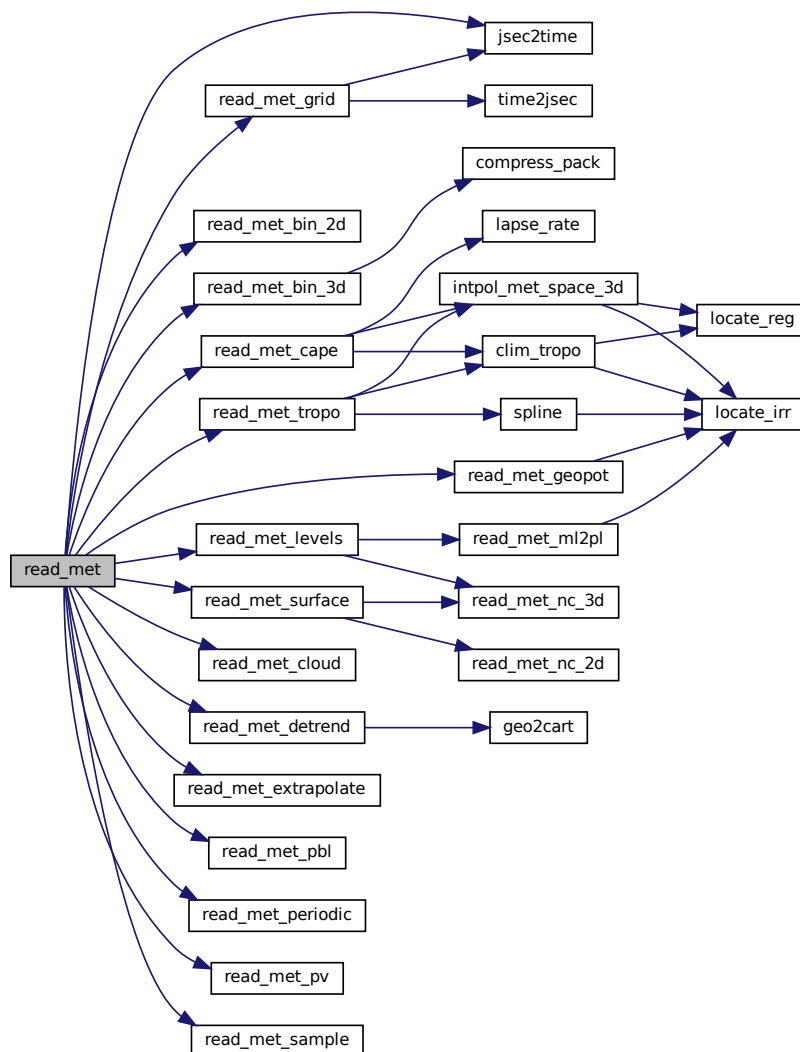 jsec2time
read_met_grid
time2jsec
compress_pack
read_met_bin_2d
lapse_rate
read_met_bin_3d
intpol_met_space_3d
locate_reg
read_met_cape
clim_tropo
read_met_tropo
spline
locate_irr
read_met_geopot
read_met_levels
read_met_ml2pl
read_met
read_met_surface
read_met_nc_3d
read_met_cloud
read_met_nc_2d
read_met_detrend
geo2cart
read_met_extrapolate
read_met_pbl
read_met_periodic
read_met_pv
read_met_sample